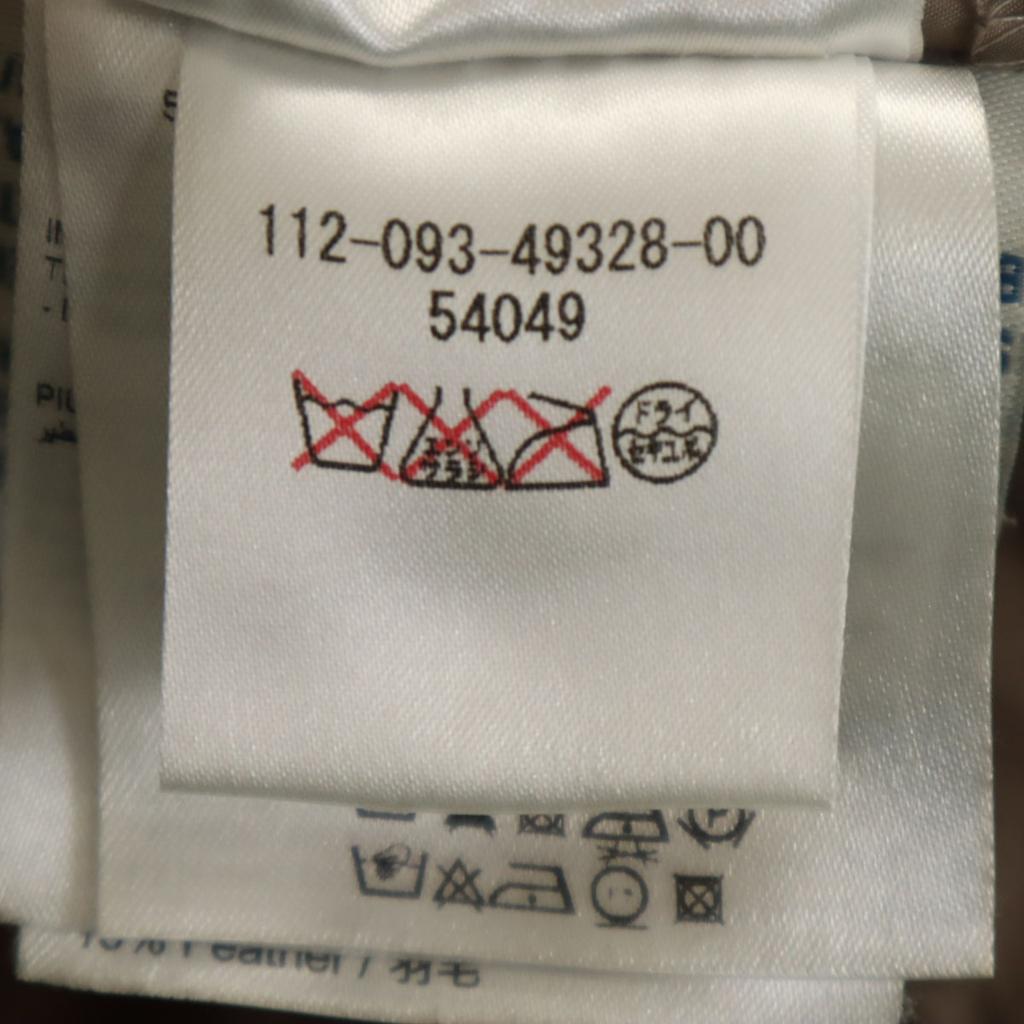 112-093-49328-00
54049
エンソ
サラシ
ドライ
セキユ系
% Feather / 羽毛